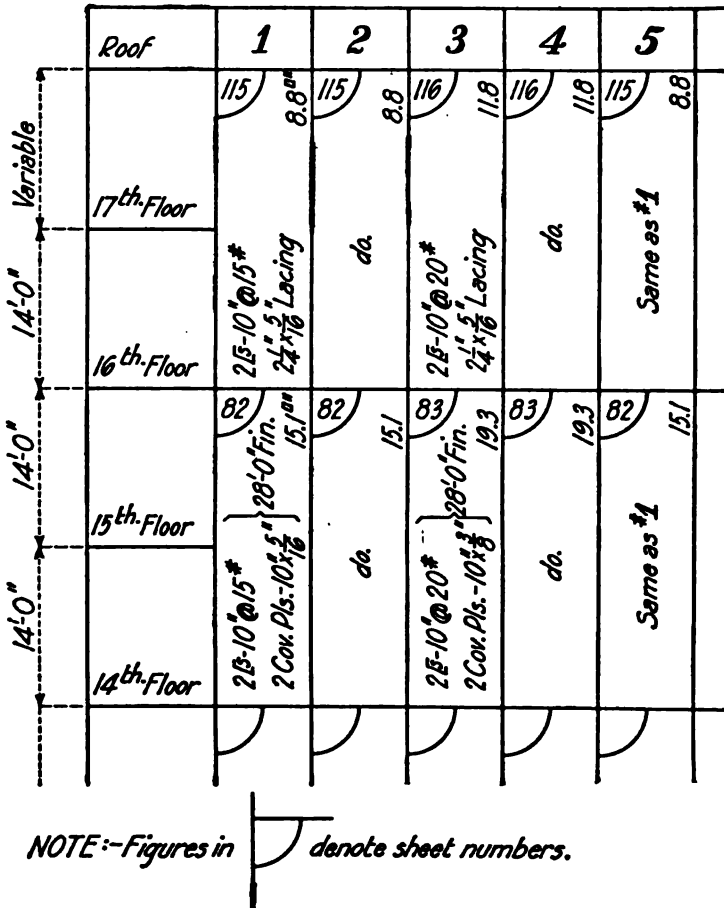 Roof 1 2 3 4 5
115 8.8□" 115 8.8 116 11.8 116 11.8 115 8.8
Variable
17th.Floor
14'-0"
16th.Floor
2[s-10"@15#
2¼"x5/16" Lacing
do.
2[s-10"@20#
2¼"x5/16" Lacing
do.
Same as #1
82 15.1□" 82 15.1 83 19.3 83 19.3 82 15.1
14'-0"
15th.Floor
14'-0"
14th.Floor
2[s-10"@15#
2 Cov. Pls.-10"x5/16"
28'-0"Fin.
do.
2[s-10"@20#
2 Cov. Pls.-10"x3/8"
28'-0"Fin.
do.
Same as #1
NOTE:-Figures in denote sheet numbers.